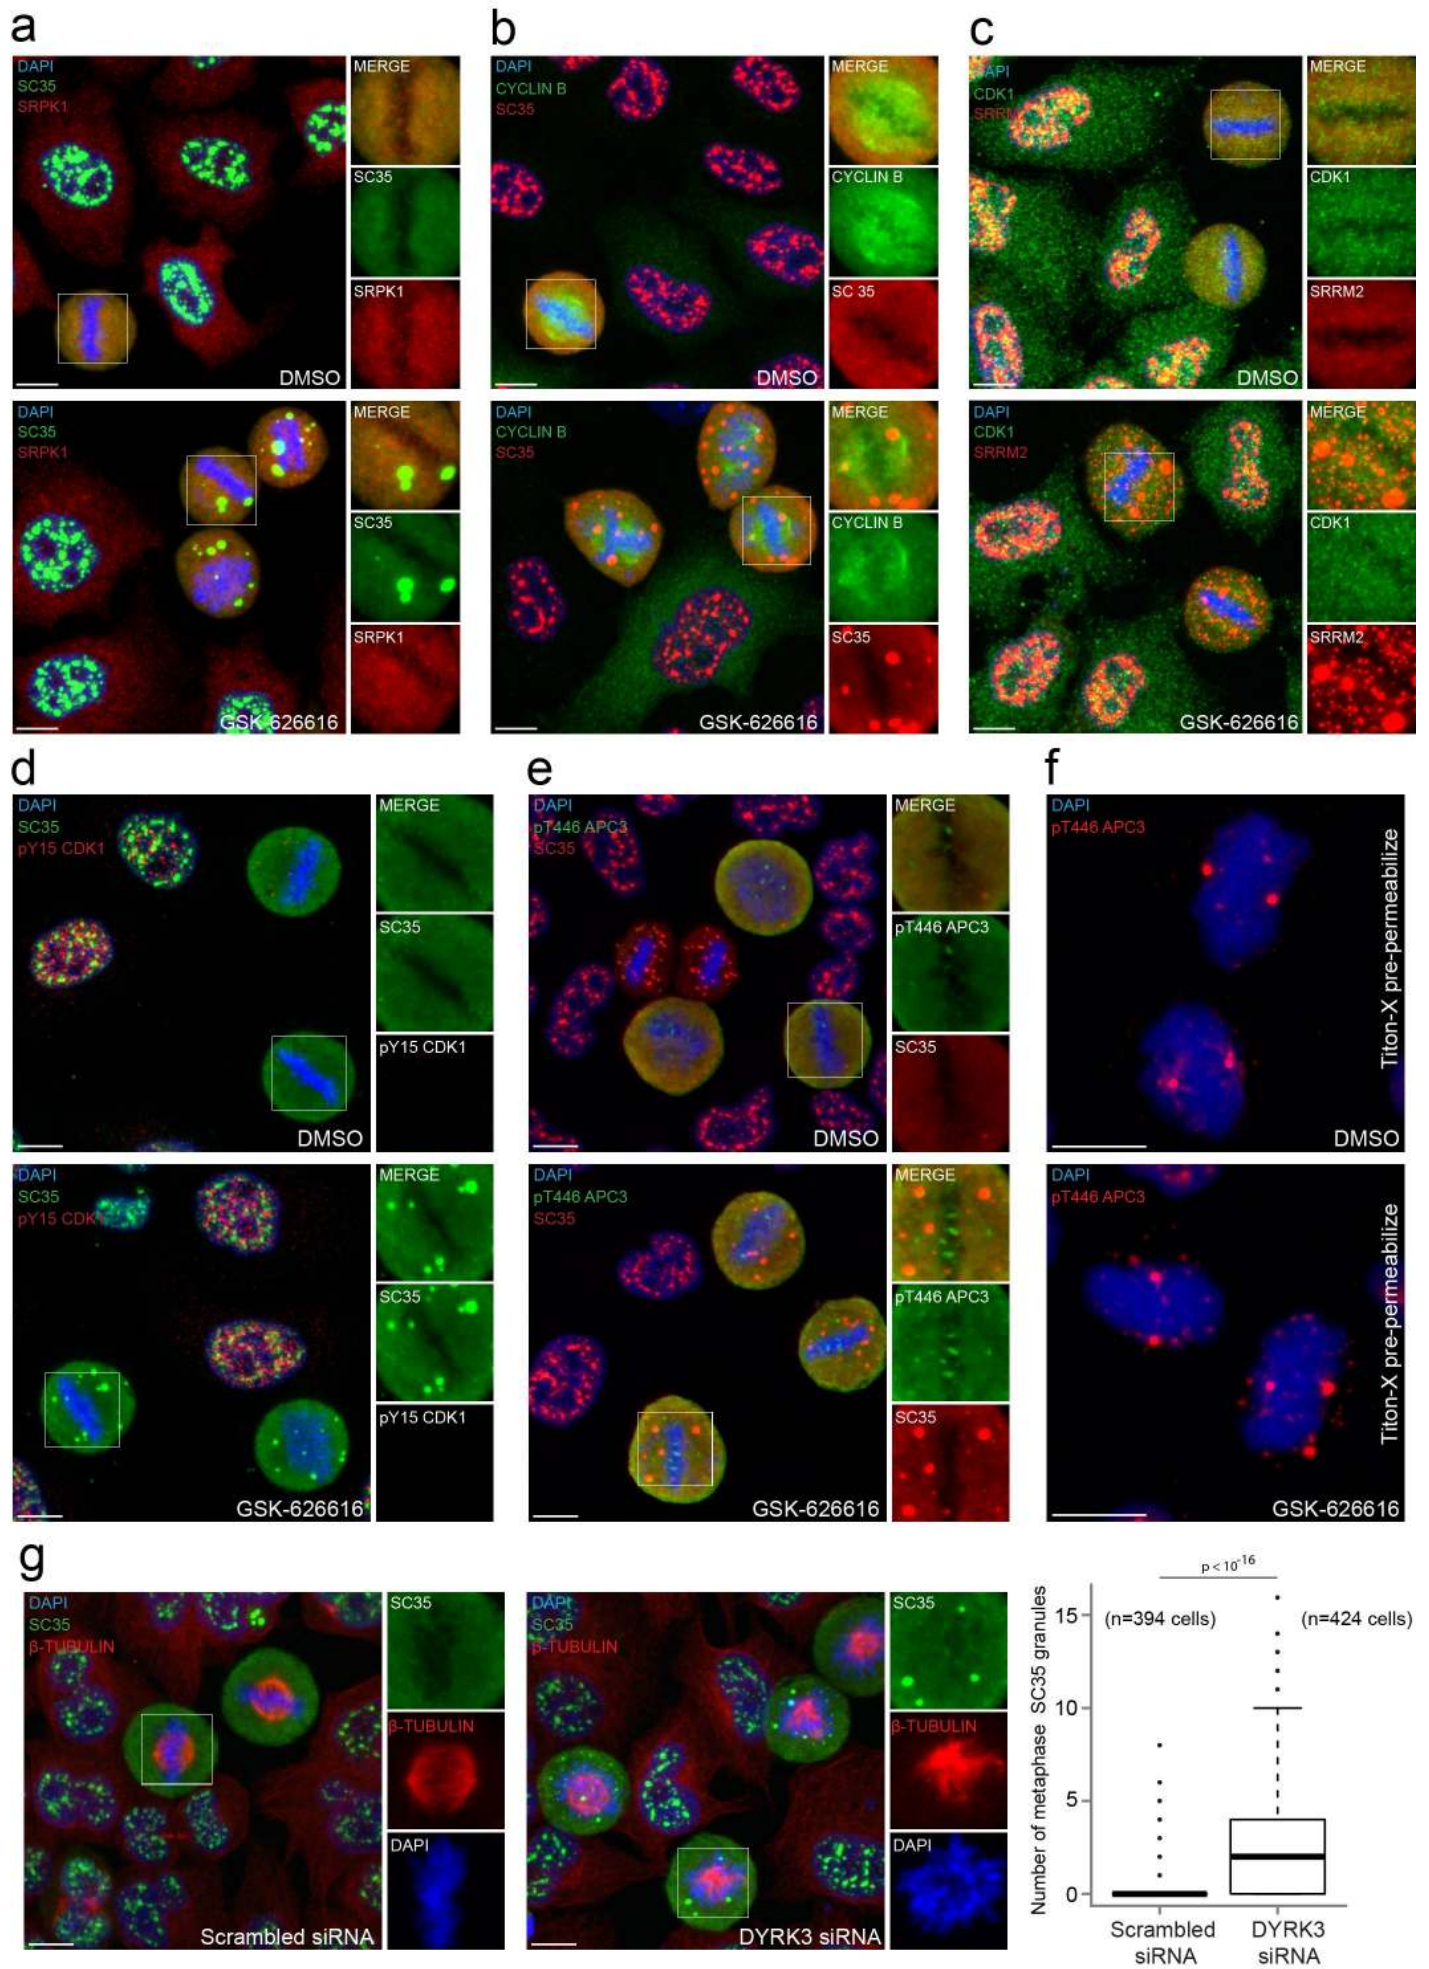 a
DAPI
SC35
SRPK1
MERGE
SC35
SRPK1
DMSO
DAPI
SC35
SRPK1
MERGE
SC35
SRPK1
GSK-626616
b
DAPI
CYCLIN B
SC35
MERGE
CYCLIN B
SC 35
DMSO
DAPI
CYCLIN B
SC35
MERGE
CYCLIN B
SC35
GSK-626616
c
DAPI
CDK1
SRRM2
MERGE
CDK1
SRRM2
DMSO
DAPI
CDK1
SRRM2
MERGE
CDK1
SRRM2
GSK-626616
d
DAPI
SC35
pY15 CDK1
MERGE
SC35
pY15 CDK1
DMSO
DAPI
SC35
pY15 CDK1
MERGE
SC35
pY15 CDK1
GSK-626616
e
DAPI
pT446 APC3
SC35
MERGE
pT446 APC3
SC35
DMSO
DAPI
pT446 APC3
SC35
MERGE
pT446 APC3
SC35
GSK-626616
f
DAPI
pT446 APC3
Titon-X pre-permeabilize
DMSO
DAPI
pT446 APC3
Titon-X pre-permeabilize
GSK-626616
g
DAPI
SC35
β-TUBULIN
SC35
β-TUBULIN
DAPI
Scrambled siRNA
DAPI
SC35
β-TUBULIN
SC35
β-TUBULIN
DAPI
DYRK3 siRNA
Number of metaphase SC35 granules
p < 10-16
(n=394 cells)
(n=424 cells)
15
10
5
0
Scrambled
siRNA
DYRK3
siRNA